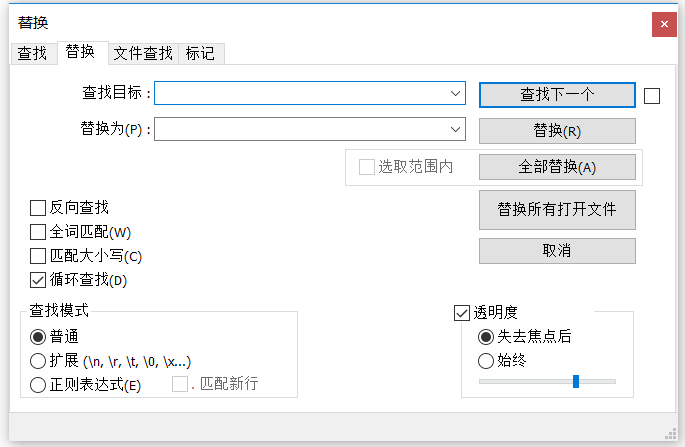 替换
查找 替换 文件查找 标记
查找目标： 查找下一个
替换为(P)： 替换(R)
选取范围内 全部替换(A)
替换所有打开文件
反向查找
全词匹配(W)
匹配大小写(C) 取消
循环查找(D)
查找模式 透明度
普通 失去焦点后
扩展 (\n, \r, \t, \0, \x...) 始终
正则表达式(E) . 匹配新行